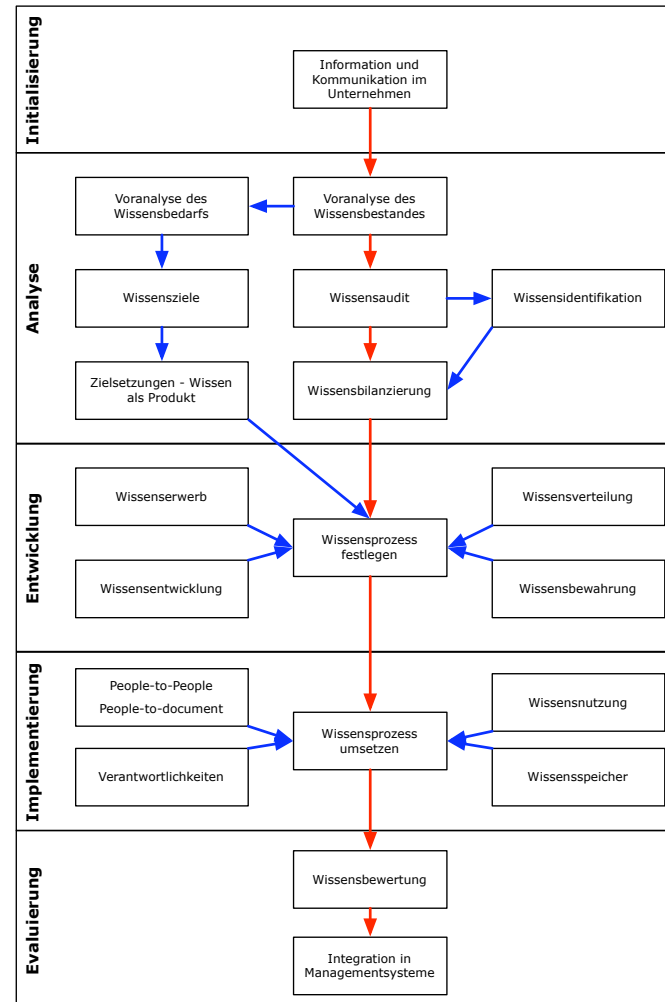 Initialisierung
Information und
Kommunikation im
Unternehmen
Analyse
Voranalyse des
Wissensbedarfs
Voranalyse des
Wissensbestandes
Wissensziele
Wissensaudit
Wissensidentifikation
Zielsetzungen - Wissen
als Produkt
Wissensbilanzierung
Entwicklung
Wissenserwerb
Wissensverteilung
Wissensprozess
festlegen
Wissensentwicklung
Wissensbewahrung
Implementierung
People-to-People
People-to-document
Wissensnutzung
Wissensprozess
umsetzen
Verantwortlichkeiten
Wissensspeicher
Evaluierung
Wissensbewertung
Integration in
Managementsysteme